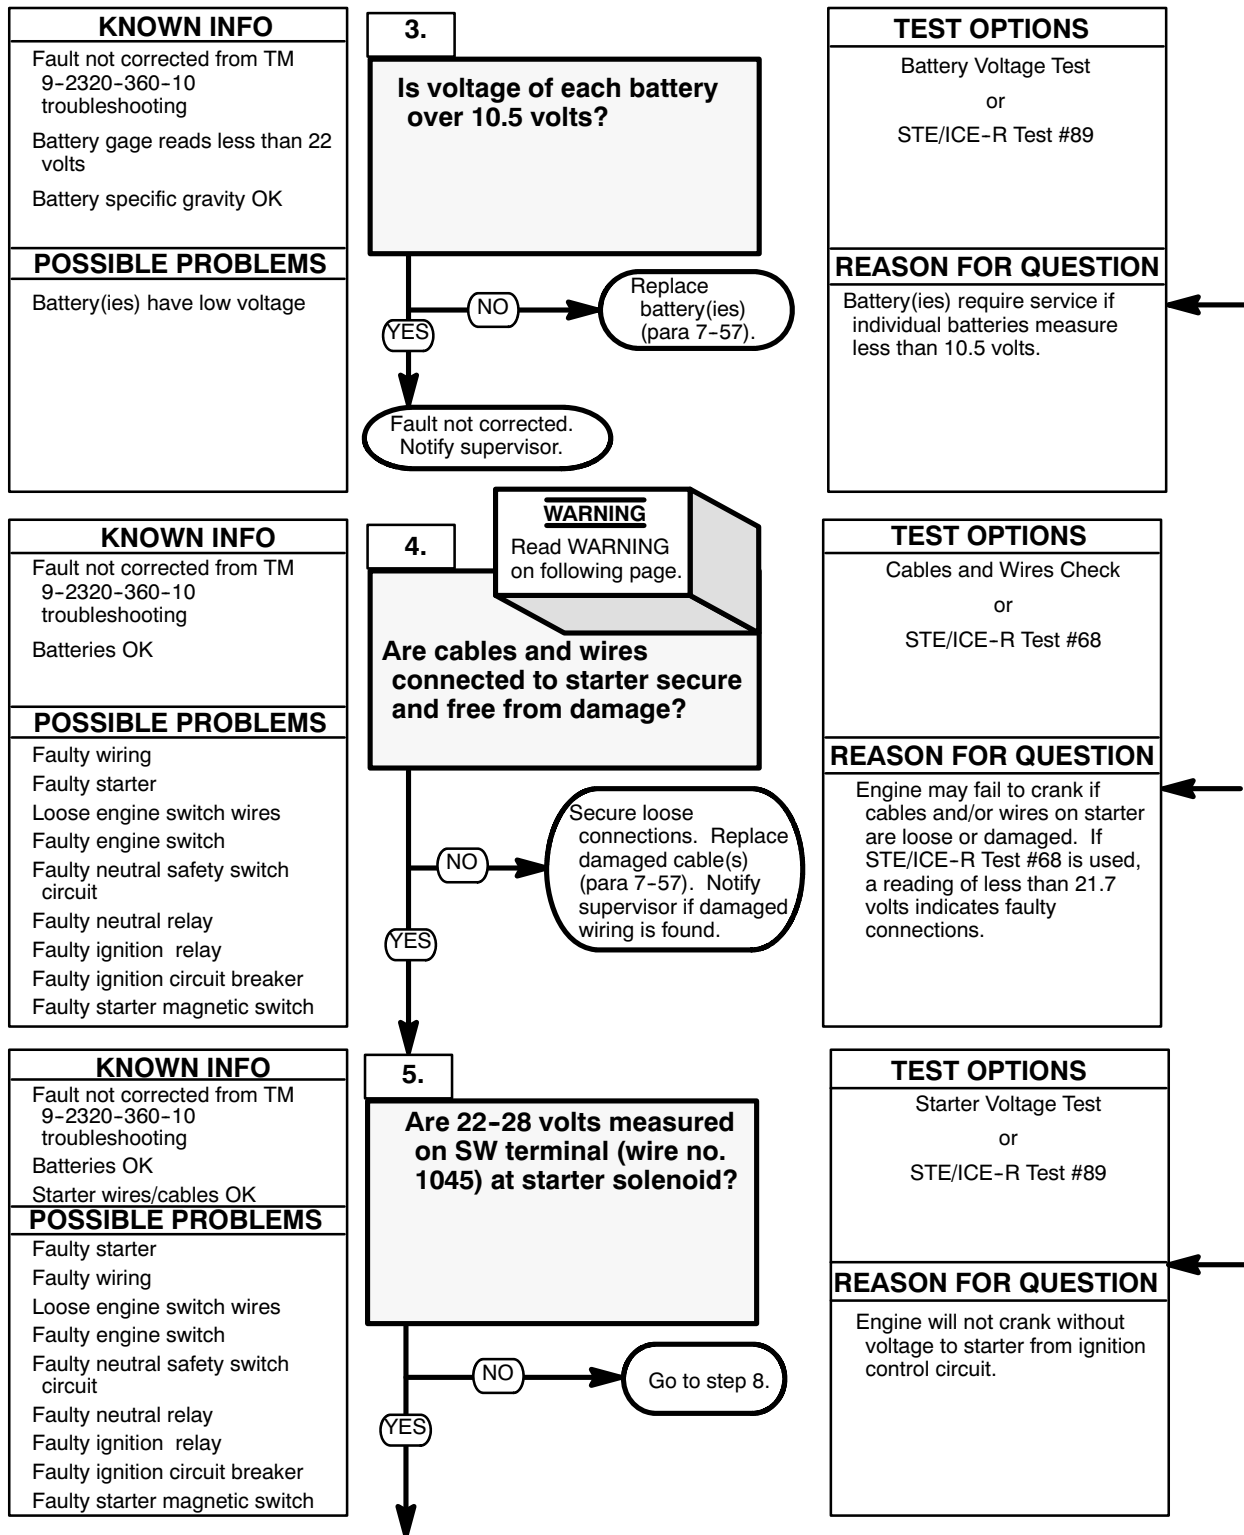 KNOWN INFO
Fault not corrected from TM
9-2320-360-10
troubleshooting
Battery gage reads less than 22
volts
Battery specific gravity OK
POSSIBLE PROBLEMS
Battery(ies) have low voltage
3.
Is voltage of each battery
over 10.5 volts?
NO
Replace
battery(ies)
(para 7-57).
YES
Fault not corrected.
Notify supervisor.
TEST OPTIONS
Battery Voltage Test
or
STE/ICE-R Test #89
REASON FOR QUESTION
Battery(ies) require service if
individual batteries measure
less than 10.5 volts.
KNOWN INFO
Fault not corrected from TM
9-2320-360-10
troubleshooting
Batteries OK
POSSIBLE PROBLEMS
Faulty wiring
Faulty starter
Loose engine switch wires
Faulty engine switch
Faulty neutral safety switch
circuit
Faulty neutral relay
Faulty ignition relay
Faulty ignition circuit breaker
Faulty starter magnetic switch
4.
WARNING
Read WARNING
on following page.
Are cables and wires
connected to starter secure
and free from damage?
NO
Secure loose
connections. Replace
damaged cable(s)
(para 7-57). Notify
supervisor if damaged
wiring is found.
YES
TEST OPTIONS
Cables and Wires Check
or
STE/ICE-R Test #68
REASON FOR QUESTION
Engine may fail to crank if
cables and/or wires on starter
are loose or damaged. If
STE/ICE-R Test #68 is used,
a reading of less than 21.7
volts indicates faulty
connections.
KNOWN INFO
Fault not corrected from TM
9-2320-360-10
troubleshooting
Batteries OK
Starter wires/cables OK
POSSIBLE PROBLEMS
Faulty starter
Faulty wiring
Loose engine switch wires
Faulty engine switch
Faulty neutral safety switch
circuit
Faulty neutral relay
Faulty ignition relay
Faulty ignition circuit breaker
Faulty starter magnetic switch
5.
Are 22-28 volts measured
on SW terminal (wire no.
1045) at starter solenoid?
NO
Go to step 8.
YES
TEST OPTIONS
Starter Voltage Test
or
STE/ICE-R Test #89
REASON FOR QUESTION
Engine will not crank without
voltage to starter from ignition
control circuit.